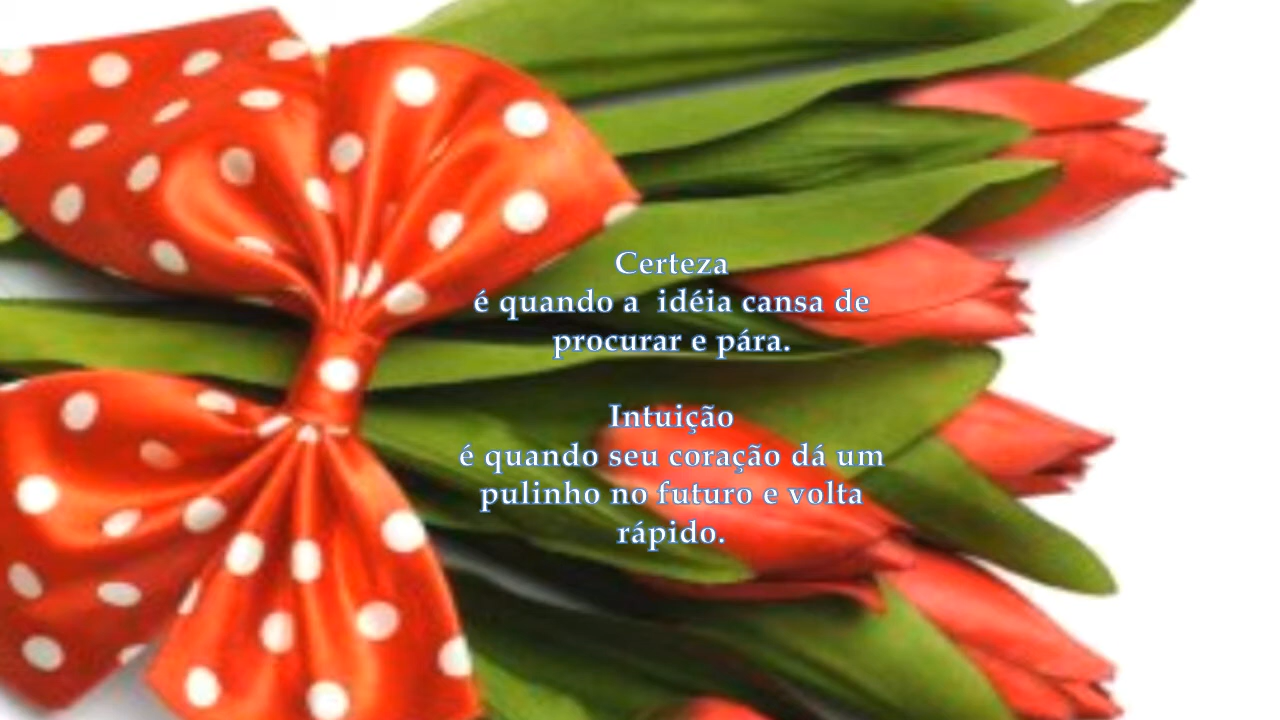 Certeza
é quando a  idéia cansa de
procurar e pára.
Intuição
é quando seu coração dá um
pulinho no futuro e volta
rápido.